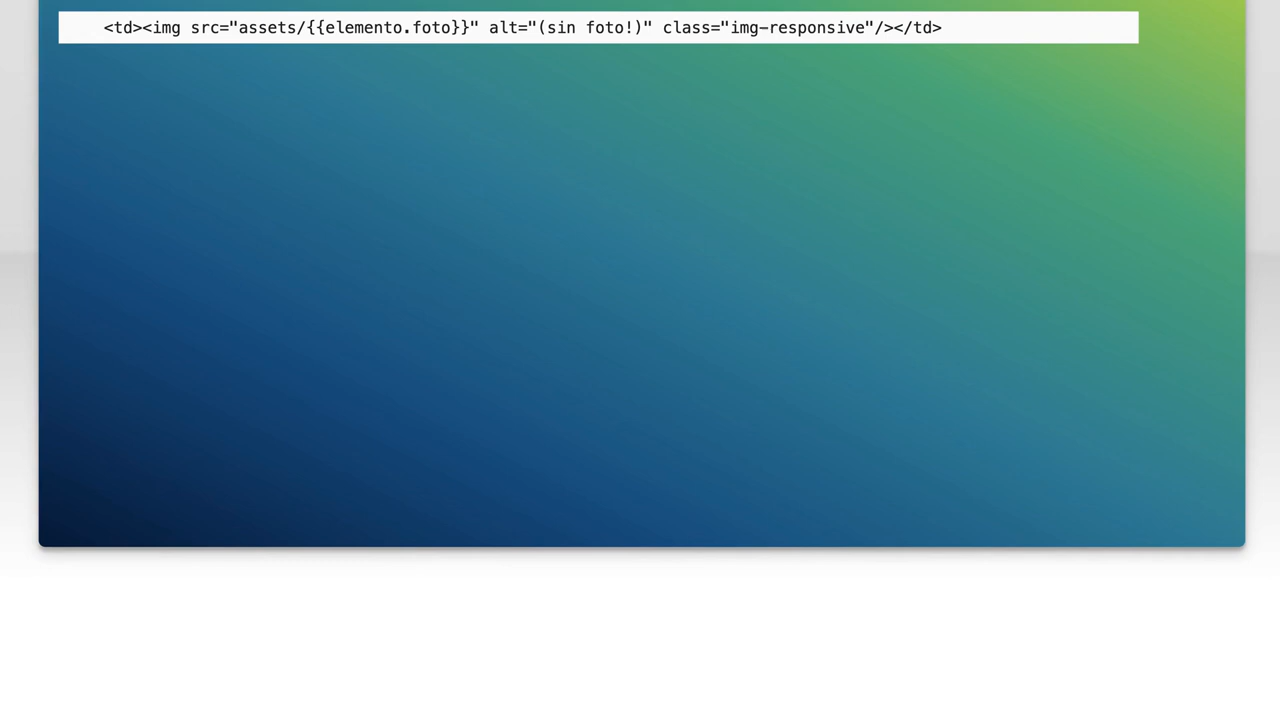 <td><img src="assets/{{elemento.foto}}" alt="(sin foto!)" class="img-responsive"/></td>